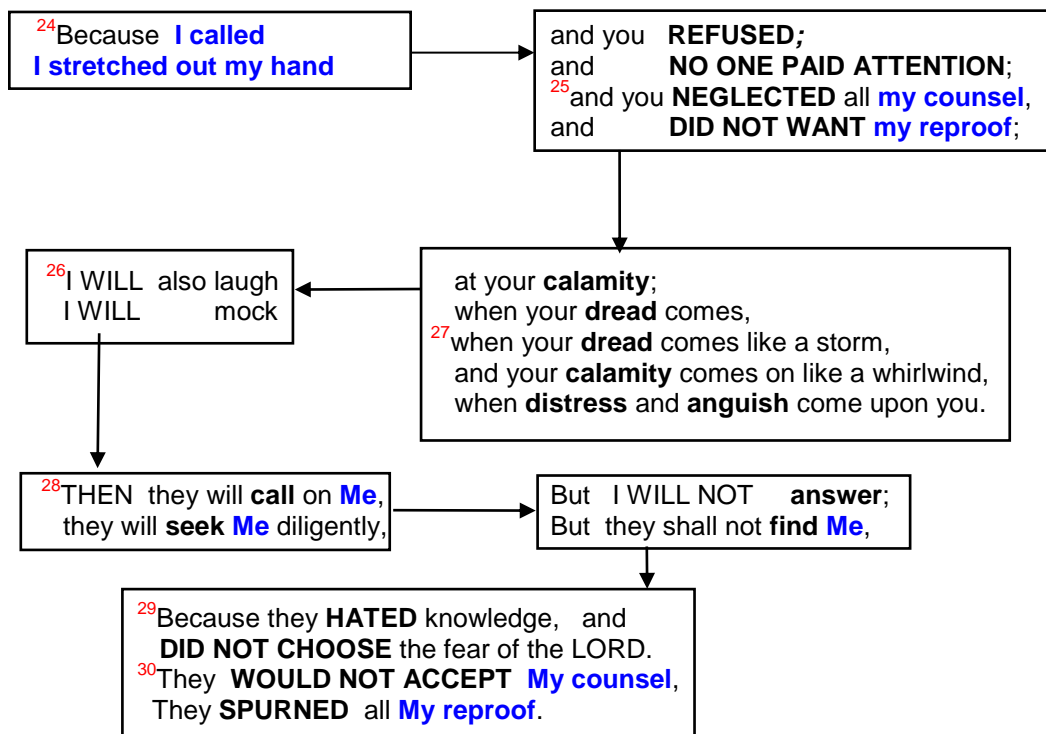 24Because I called
I stretched out my hand
and you REFUSED;
and NO ONE PAID ATTENTION;
25and you NEGLECTED all my counsel,
and DID NOT WANT my reproof;
26I WILL also laugh
I WILL mock
at your calamity;
when your dread comes,
27when your dread comes like a storm,
and your calamity comes on like a whirlwind,
when distress and anguish come upon you.
28THEN they will call on Me,
they will seek Me diligently,
But I WILL NOT answer;
But they shall not find Me,
29Because they HATED knowledge, and
DID NOT CHOOSE the fear of the LORD.
30They WOULD NOT ACCEPT My counsel,
They SPURNED all My reproof.